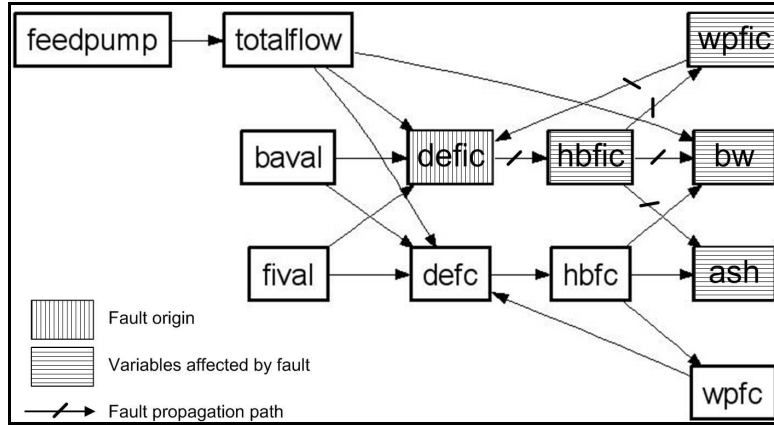 feedpump
totalflow
wpfic
baval
defic
hbfic
bw
fival
defc
hbfc
ash
wpfc
Fault origin
Variables affected by fault
Fault propagation path